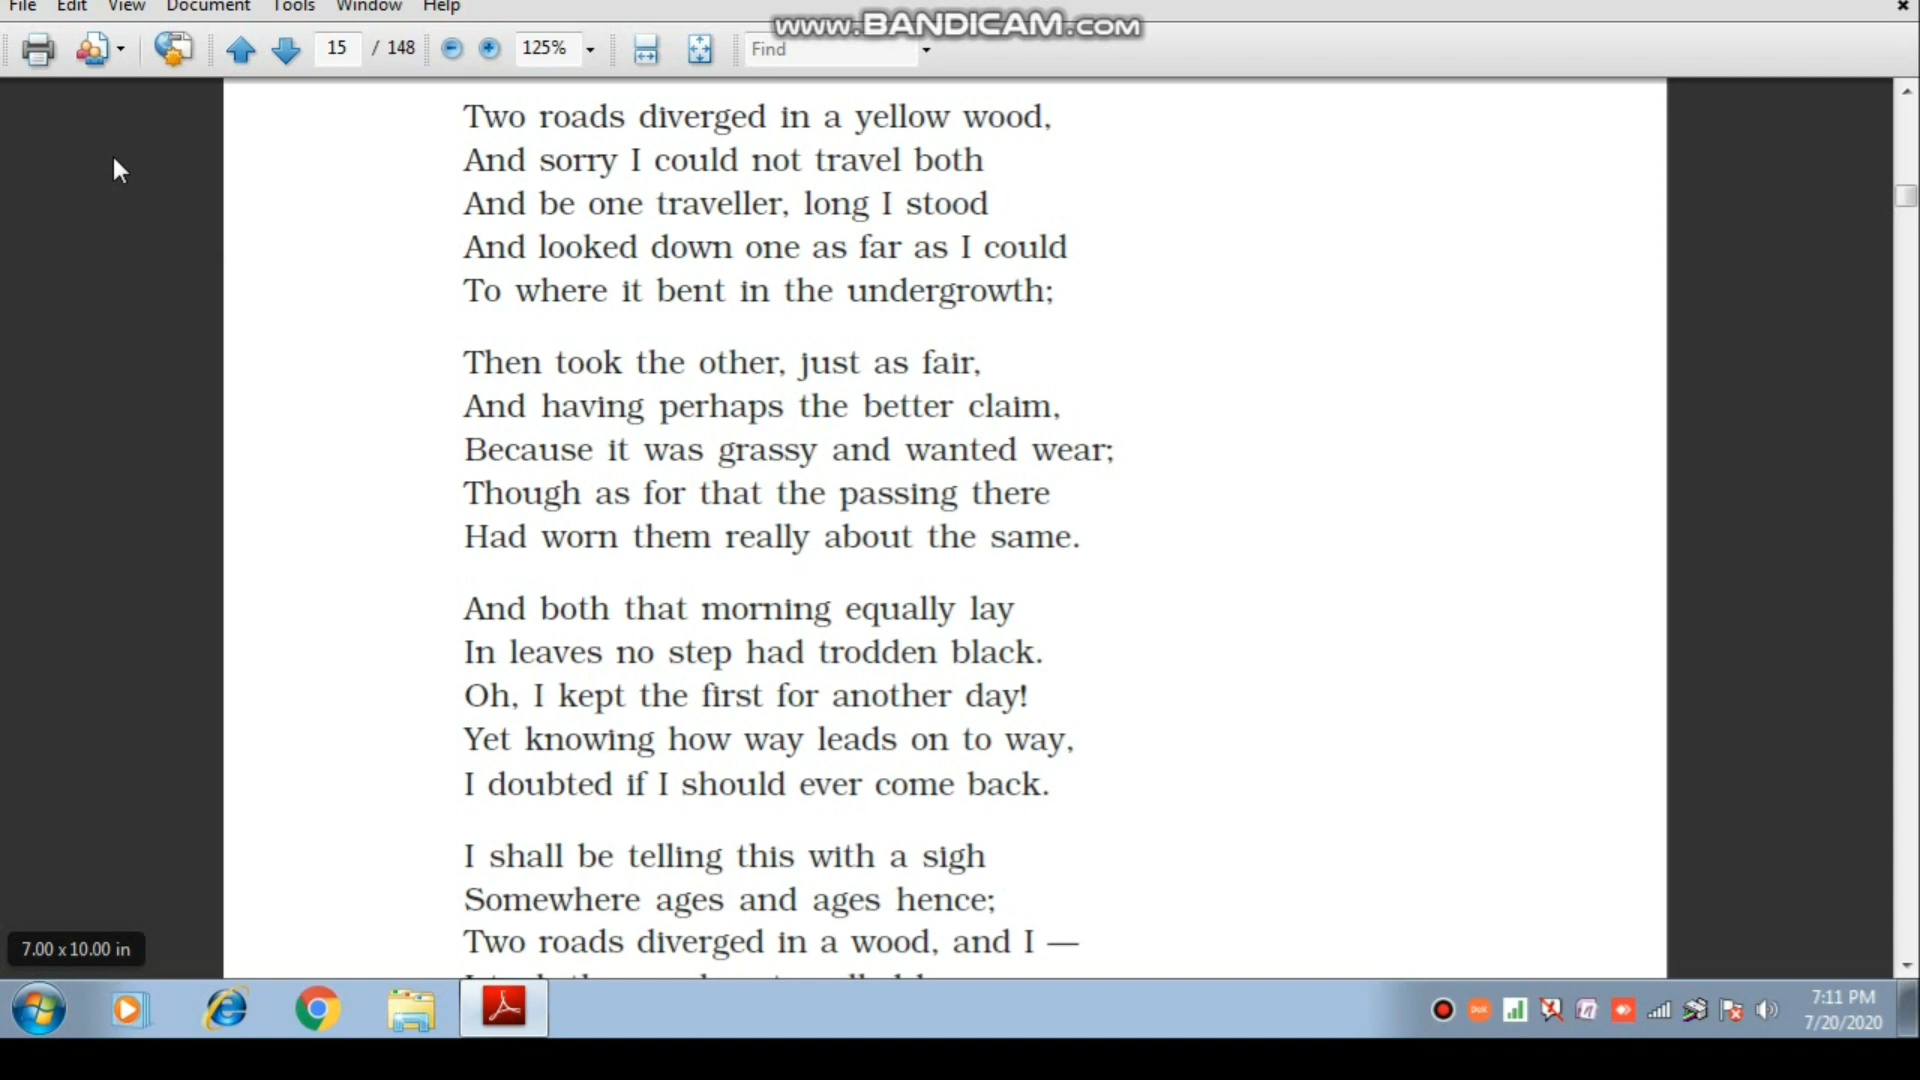 File Edit View Document Tools Window Help
www.BANDICAM.com
15 / 148 125% Find
Two roads diverged in a yellow wood,
And sorry I could not travel both
And be one traveller, long I stood
And looked down one as far as I could
To where it bent in the undergrowth;
Then took the other, just as fair,
And having perhaps the better claim,
Because it was grassy and wanted wear;
Though as for that the passing there
Had worn them really about the same.
And both that morning equally lay
In leaves no step had trodden black.
Oh, I kept the first for another day!
Yet knowing how way leads on to way,
I doubted if I should ever come back.
I shall be telling this with a sigh
Somewhere ages and ages hence;
Two roads diverged in a wood, and I —
7.00 x 10.00 in
7:11 PM
7/20/2020